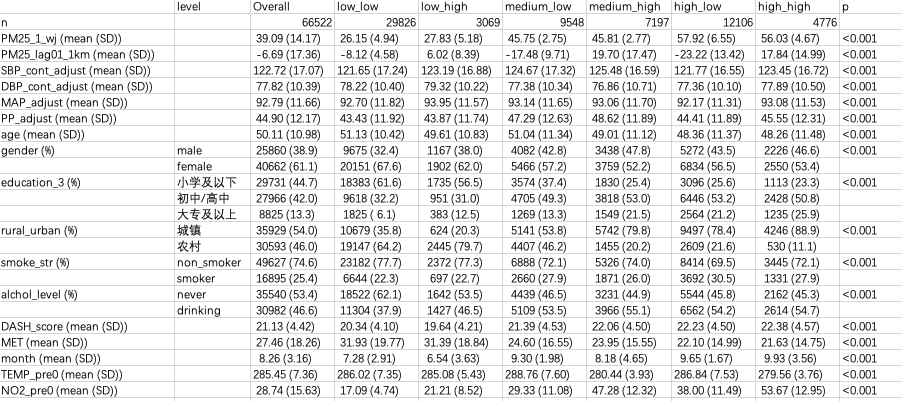 level Overall low_low low_high medium_low medium_high high_low high_high p
n 66522 29826 3069 9548 7197 12106 4776
PM25_1_wj (mean (SD)) 39.09 (14.17) 26.15 (4.94) 27.83 (5.18) 45.75 (2.75) 45.81 (2.77) 57.92 (6.55) 56.03 (4.67) <0.001
PM25_lag01_1km (mean (SD)) -6.69 (17.36) -8.12 (4.58) 6.02 (8.39) -17.48 (9.71) 19.70 (17.47) -23.22 (13.42) 17.84 (14.99) <0.001
SBP_cont_adjust (mean (SD)) 122.72 (17.07) 121.65 (17.24) 123.19 (16.88) 124.67 (17.32) 125.48 (16.59) 121.77 (16.55) 123.45 (16.72) <0.001
DBP_cont_adjust (mean (SD)) 77.82 (10.39) 78.22 (10.40) 79.32 (10.22) 77.38 (10.34) 76.86 (10.71) 77.36 (10.10) 77.89 (10.50) <0.001
MAP_adjust (mean (SD)) 92.79 (11.66) 92.70 (11.82) 93.95 (11.57) 93.14 (11.65) 93.06 (11.70) 92.17 (11.31) 93.08 (11.53) <0.001
PP_adjust (mean (SD)) 44.90 (12.17) 43.43 (11.92) 43.87 (11.74) 47.29 (12.63) 48.62 (11.89) 44.41 (11.89) 45.55 (12.31) <0.001
age (mean (SD)) 50.11 (10.98) 51.13 (10.42) 49.61 (10.83) 51.04 (11.34) 49.01 (11.12) 48.36 (11.37) 48.26 (11.48) <0.001
gender (%) male 25860 (38.9) 9675 (32.4) 1167 (38.0) 4082 (42.8) 3438 (47.8) 5272 (43.5) 2226 (46.6) <0.001
female 40662 (61.1) 20151 (67.6) 1902 (62.0) 5466 (57.2) 3759 (52.2) 6834 (56.5) 2550 (53.4)
education_3 (%) 小学及以下 29731 (44.7) 18383 (61.6) 1735 (56.5) 3574 (37.4) 1830 (25.4) 3096 (25.6) 1113 (23.3) <0.001
初中/高中 27966 (42.0) 9618 (32.2) 951 (31.0) 4705 (49.3) 3818 (53.0) 6446 (53.2) 2428 (50.8)
大专及以上 8825 (13.3) 1825 ( 6.1) 383 (12.5) 1269 (13.3) 1549 (21.5) 2564 (21.2) 1235 (25.9)
rural_urban (%) 城镇 35929 (54.0) 10679 (35.8) 624 (20.3) 5141 (53.8) 5742 (79.8) 9497 (78.4) 4246 (88.9) <0.001
农村 30593 (46.0) 19147 (64.2) 2445 (79.7) 4407 (46.2) 1455 (20.2) 2609 (21.6) 530 (11.1)
smoke_str (%) non_smoker 49627 (74.6) 23182 (77.7) 2372 (77.3) 6888 (72.1) 5326 (74.0) 8414 (69.5) 3445 (72.1) <0.001
smoker 16895 (25.4) 6644 (22.3) 697 (22.7) 2660 (27.9) 1871 (26.0) 3692 (30.5) 1331 (27.9)
alchol_level (%) never 35540 (53.4) 18522 (62.1) 1642 (53.5) 4439 (46.5) 3231 (44.9) 5544 (45.8) 2162 (45.3) <0.001
drinking 30982 (46.6) 11304 (37.9) 1427 (46.5) 5109 (53.5) 3966 (55.1) 6562 (54.2) 2614 (54.7)
DASH_score (mean (SD)) 21.13 (4.42) 20.34 (4.10) 19.64 (4.21) 21.39 (4.53) 22.06 (4.50) 22.23 (4.50) 22.38 (4.57) <0.001
MET (mean (SD)) 27.46 (18.26) 31.93 (19.77) 31.39 (18.84) 24.60 (16.55) 23.95 (15.55) 22.10 (14.99) 21.63 (14.75) <0.001
month (mean (SD)) 8.26 (3.16) 7.28 (2.91) 6.54 (3.63) 9.30 (1.98) 8.18 (4.65) 9.65 (1.67) 9.93 (3.56) <0.001
TEMP_pre0 (mean (SD)) 285.45 (7.36) 286.02 (7.35) 285.08 (5.43) 288.76 (7.60) 280.44 (3.93) 286.84 (7.53) 279.56 (3.76) <0.001
NO2_pre0 (mean (SD)) 28.74 (15.63) 17.09 (4.74) 21.21 (8.52) 29.33 (11.08) 47.28 (12.32) 38.00 (11.49) 53.67 (12.95) <0.001